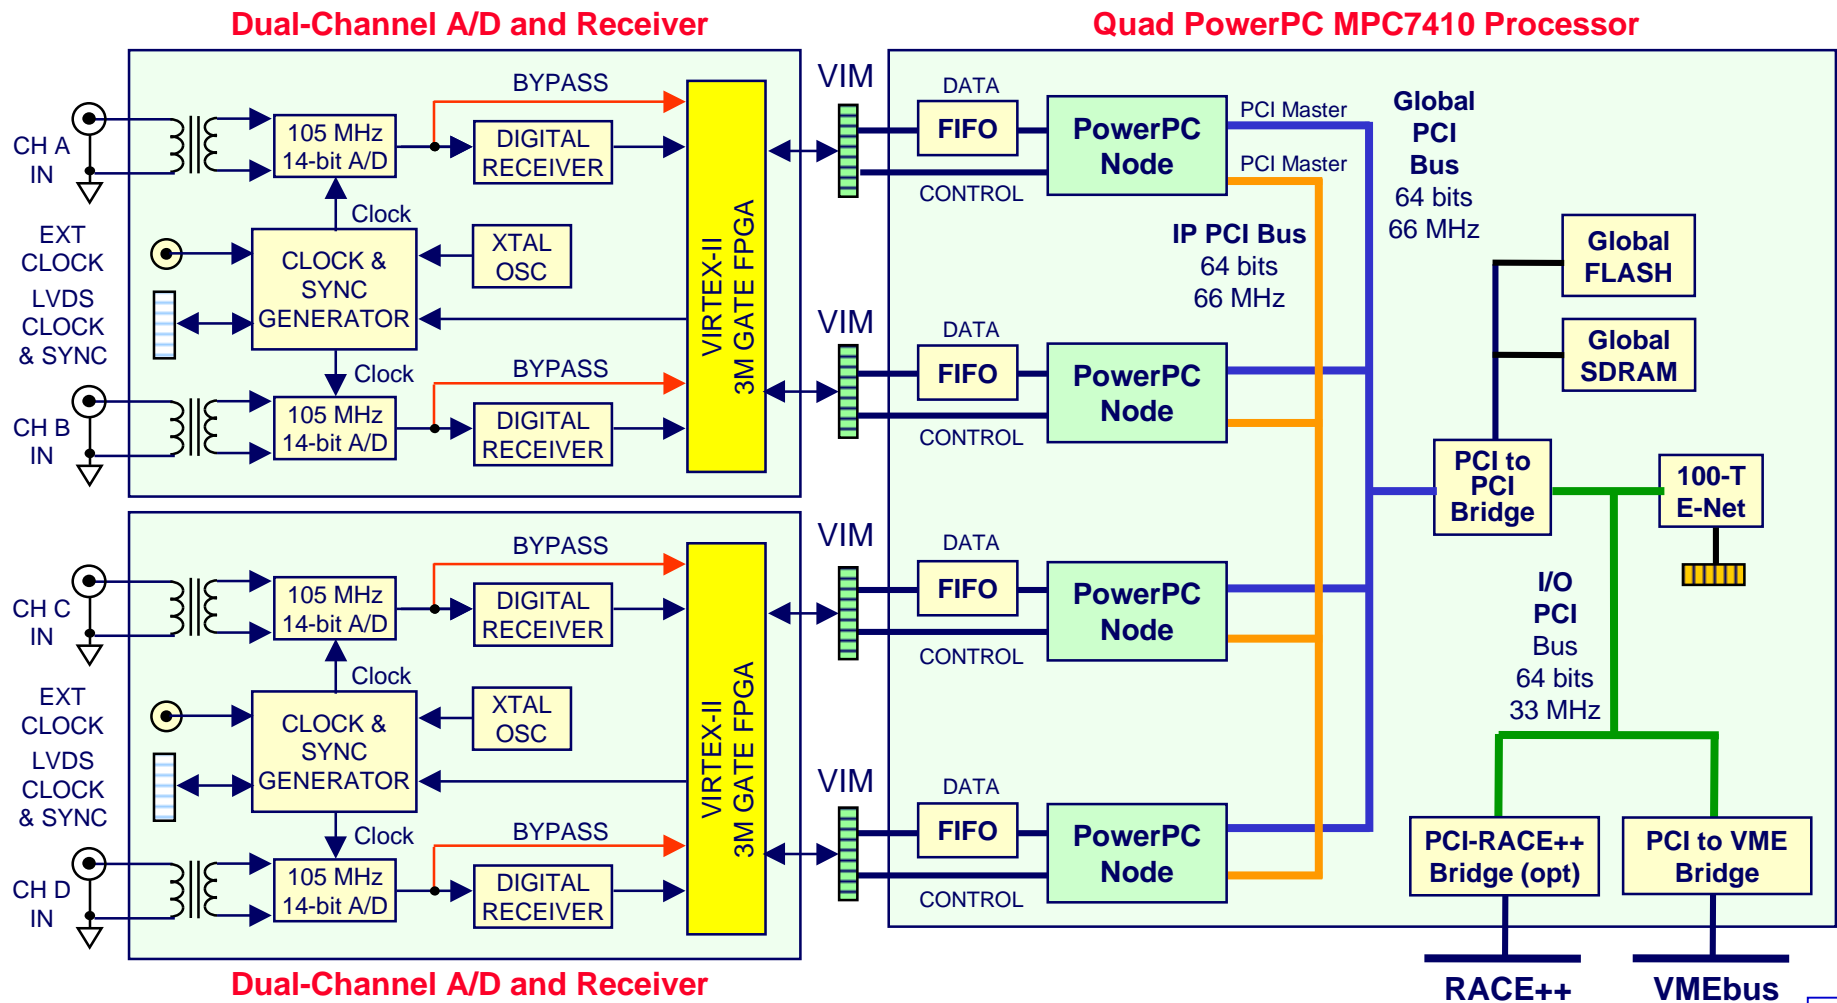 Dual-Channel A/D and Receiver
Quad PowerPC MPC7410 Processor
CH A
IN
105 MHz
14-bit A/D
BYPASS
DIGITAL
RECEIVER
Clock
EXT
CLOCK
LVDS
CLOCK
& SYNC
CLOCK &
SYNC
GENERATOR
XTAL
OSC
Clock
CH B
IN
105 MHz
14-bit A/D
BYPASS
DIGITAL
RECEIVER
VIRTEX-II
3M GATE FPGA
CH C
IN
105 MHz
14-bit A/D
BYPASS
DIGITAL
RECEIVER
Clock
EXT
CLOCK
LVDS
CLOCK
& SYNC
CLOCK &
SYNC
GENERATOR
XTAL
OSC
Clock
CH D
IN
105 MHz
14-bit A/D
BYPASS
DIGITAL
RECEIVER
VIRTEX-II
3M GATE FPGA
Dual-Channel A/D and Receiver
VIM
DATA
FIFO
CONTROL
PowerPC
Node
PCI Master
PCI Master
VIM
DATA
FIFO
CONTROL
PowerPC
Node
VIM
DATA
FIFO
CONTROL
PowerPC
Node
VIM
DATA
FIFO
CONTROL
PowerPC
Node
IP PCI Bus
64 bits
66 MHz
Global
PCI
Bus
64 bits
66 MHz
Global
FLASH
Global
SDRAM
PCI to
PCI
Bridge
100-T
E-Net
I/O
PCI
Bus
64 bits
33 MHz
PCI-RACE++
Bridge (opt)
PCI to VME
Bridge
RACE++
VMEbus